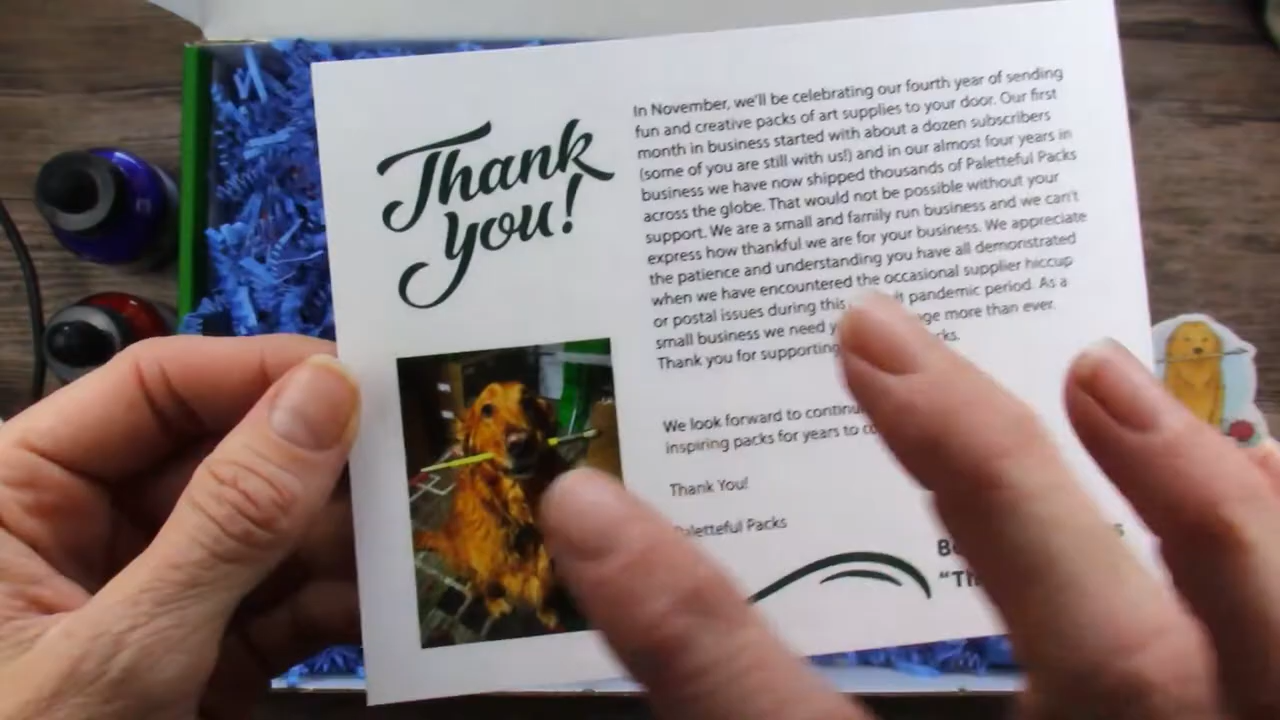 Thank
you!
In November, we'll be celebrating our fourth year of sending
fun and creative packs of art supplies to your door. Our first
month in business started with about a dozen subscribers
(some of you are still with us!) and in our almost four years in
business we have now shipped thousands of Paletteful Packs
across the globe. That would not be possible without your
support. We are a small and family run business and we can't
express how thankful we are for your business. We appreciate
the patience and understanding you have all demonstrated
when we have encountered the occasional supplier hiccup
or postal issues during this pandemic period. As a
small business we need more than ever.
Thank you for supporting
We look forward to
inspiring packs for years to
Thank You!
Paletteful Packs